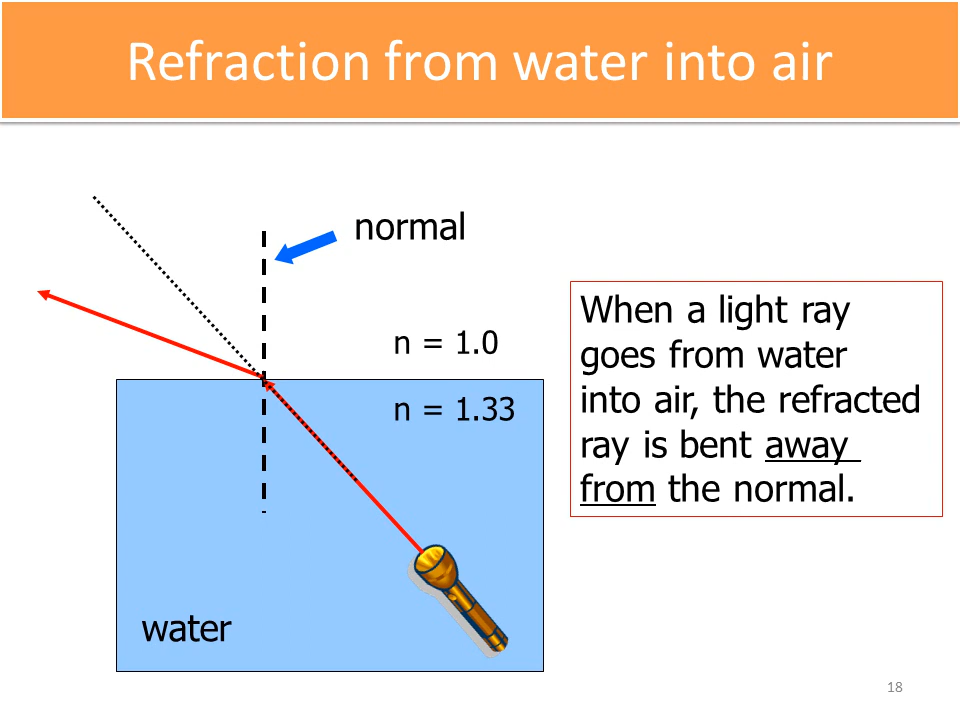 Refraction from water into air
normal
n = 1.0
n = 1.33
water
When a light ray
goes from water
into air, the refracted
ray is bent away
from the normal.
18